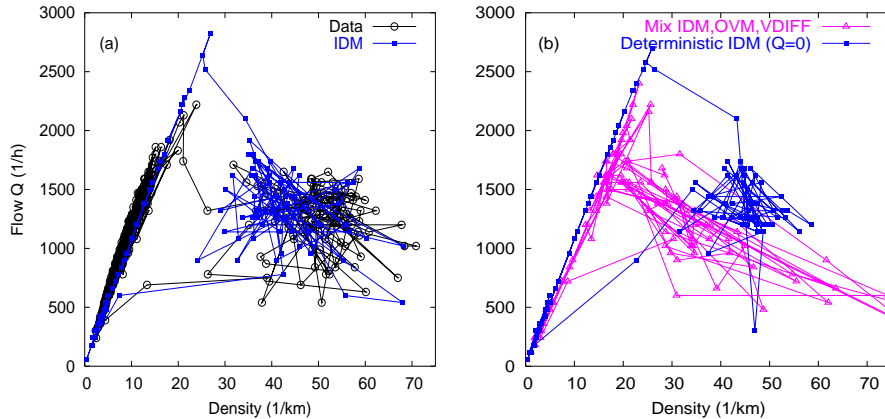 (a)
Data
IDM
Flow Q (1/h)
3000
2500
2000
1500
1000
500
0
0 10 20 30 40 50 60 70
Density (1/km)
(b)
Mix IDM,OVM,VDIFF
Deterministic IDM (Q=0)
3000
2500
2000
1500
1000
500
0
0 10 20 30 40 50 60 70
Density (1/km)